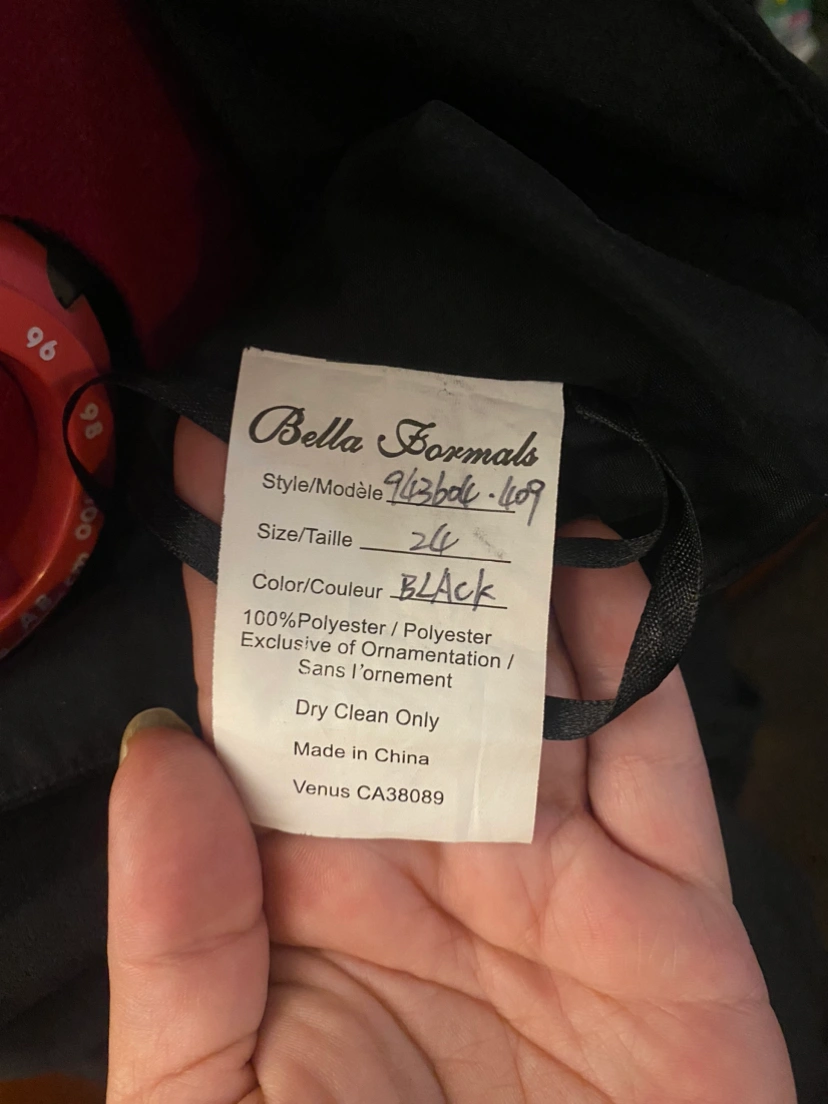 Bella Formals
Style/Modèle 943604.409
Size/Taille 24
Color/Couleur BLACK
100%Polyester / Polyester
Exclusive of Ornamentation /
Sans l'ornement
Dry Clean Only
Made in China
Venus CA38089
96
98